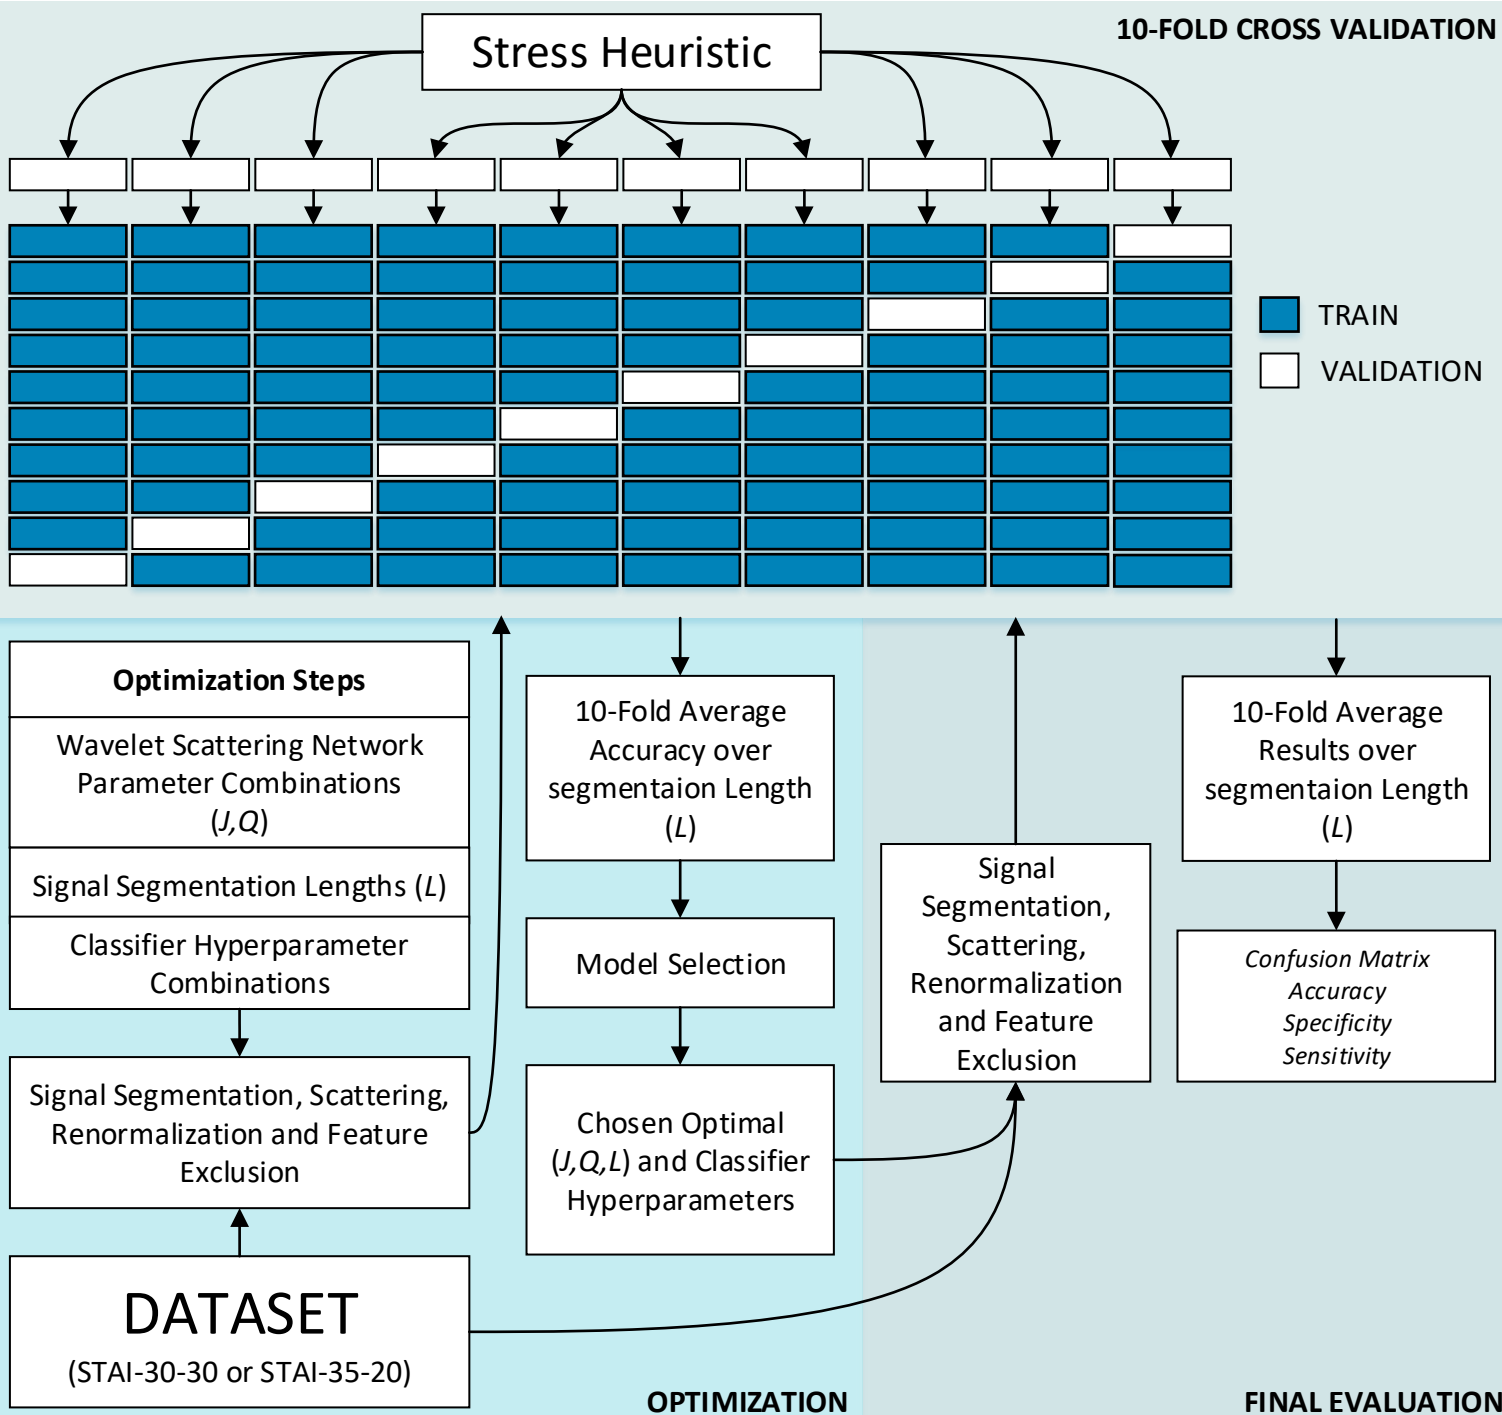 10-FOLD CROSS VALIDATION
Stress Heuristic
TRAIN
VALIDATION
Optimization Steps
Wavelet Scattering Network
Parameter Combinations
(J,Q)
Signal Segmentation Lengths (L)
Classifier Hyperparameter
Combinations
Signal Segmentation, Scattering,
Renormalization and Feature
Exclusion
DATASET
(STAI-30-30 or STAI-35-20)
10-Fold Average
Accuracy over
segmentaion Length
(L)
Model Selection
Chosen Optimal
(J,Q,L) and Classifier
Hyperparameters
OPTIMIZATION
Signal
Segmentation,
Scattering,
Renormalization
and Feature
Exclusion
10-Fold Average
Results over
segmentaion Length
(L)
Confusion Matrix
Accuracy
Specificity
Sensitivity
FINAL EVALUATION